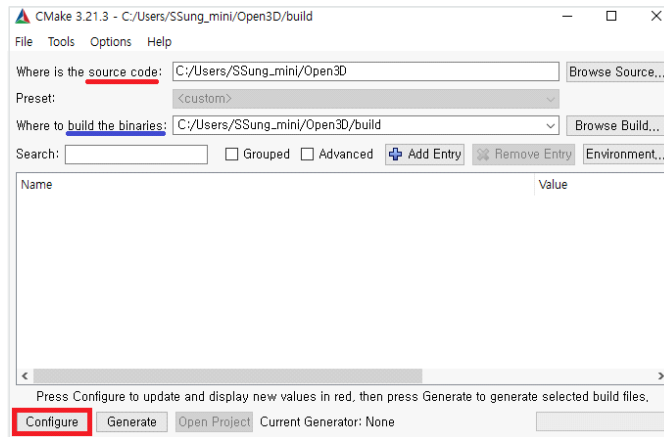 CMake 3.21.3 - C:/Users/SSung_mini/Open3D/build
File Tools Options Help
Where is the source code: C:/Users/SSung_mini/Open3D Browse Source...
Preset: <custom>
Where to build the binaries: C:/Users/SSung_mini/Open3D/build Browse Build...
Search: Grouped Advanced Add Entry Remove Entry Environment...
Name Value
Press Configure to update and display new values in red, then press Generate to generate selected build files.
Configure Generate Open Project Current Generator: None